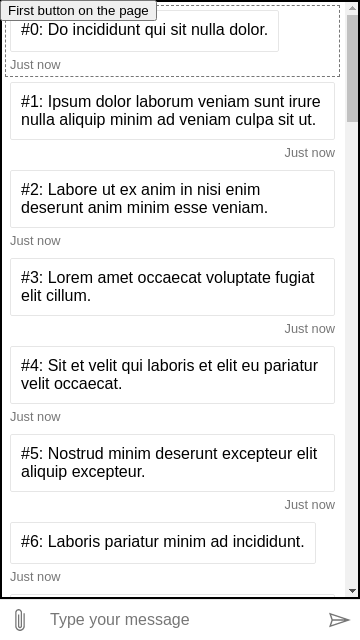 First button on the page
#0: Do incididunt qui sit nulla dolor.
Just now
#1: Ipsum dolor laborum veniam sunt irure
nulla aliquip minim ad veniam culpa sit ut.
Just now
#2: Labore ut ex anim in nisi enim
deserunt anim minim esse veniam.
Just now
#3: Lorem amet occaecat voluptate fugiat
elit cillum.
Just now
#4: Sit et velit qui laboris et elit eu pariatur
velit occaecat.
Just now
#5: Nostrud minim deserunt excepteur elit
aliquip excepteur.
Just now
#6: Laboris pariatur minim ad incididunt.
Just now
Type your message